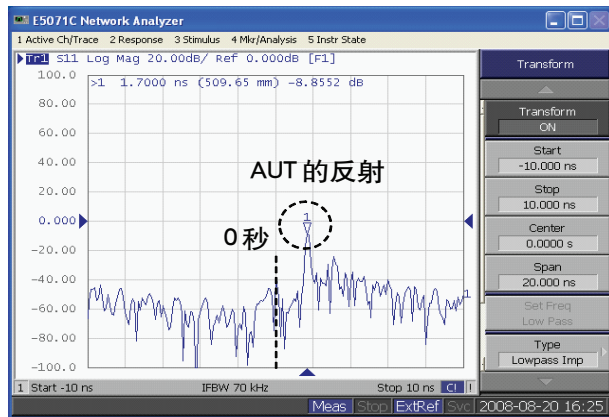 E5071C Network Analyzer
1 Active Ch/Trace 2 Response 3 Stimulus 4 Mkr/Analysis 5 Instr State
Tr1 S11 Log Mag 20.00dB/ Ref 0.000dB [F1]
>1 1.7000 ns (509.65 mm) -8.8552 dB
100.0
80.00
60.00
40.00
20.00
0.000
-20.00
-40.00
-60.00
-80.00
-100.0
AUT的反射
1
0秒
1
1 Start -10 ns IFBW 70 kHz Stop 10 ns C! !
Meas Stop ExtRef Svc 2008-08-20 16:25
Transform
Transform
ON
Start
-10.000 ns
Stop
10.000 ns
Center
0.0000 s
Span
20.000 ns
Set Freq
Low Pass
Type
Lowpass Imp